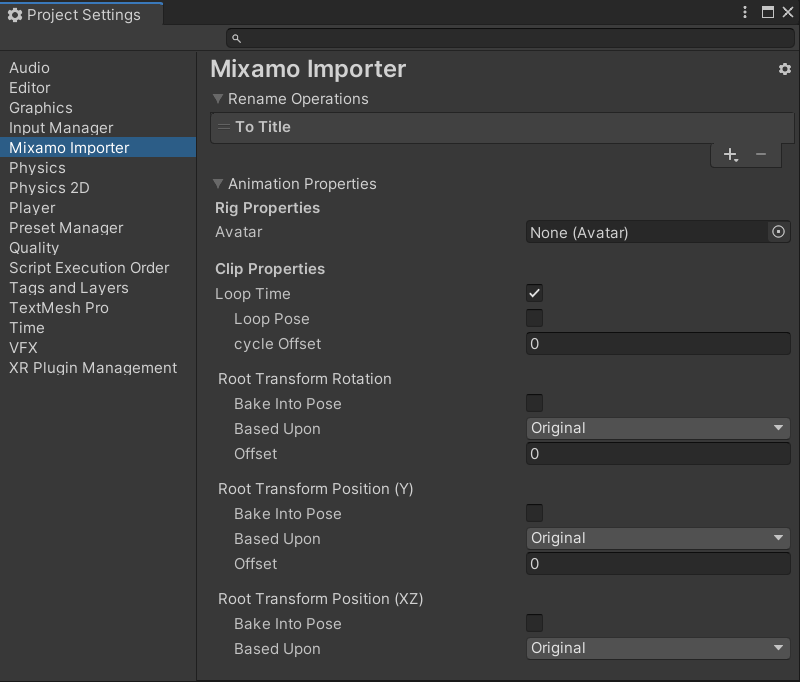 Project Settings
Audio
Editor
Graphics
Input Manager
Mixamo Importer
Physics
Physics 2D
Player
Preset Manager
Quality
Script Execution Order
Tags and Layers
TextMesh Pro
Time
VFX
XR Plugin Management
Mixamo Importer
Rename Operations
To Title
Animation Properties
Rig Properties
Avatar None (Avatar)
Clip Properties
Loop Time
Loop Pose
cycle Offset 0
Root Transform Rotation
Bake Into Pose
Based Upon Original
Offset 0
Root Transform Position (Y)
Bake Into Pose
Based Upon Original
Offset 0
Root Transform Position (XZ)
Bake Into Pose
Based Upon Original